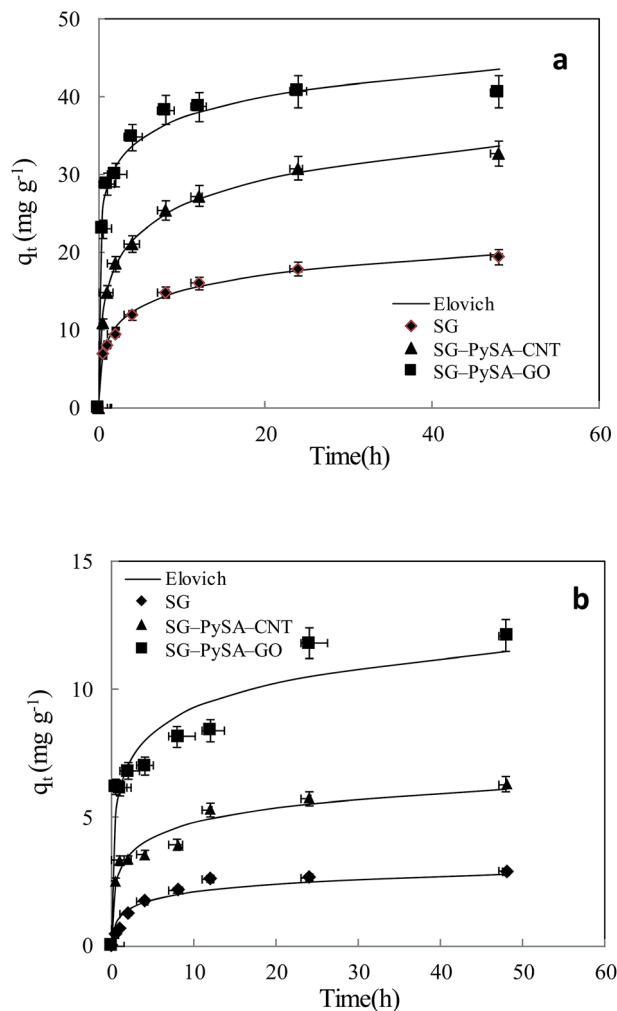 50
a
40
30
20
10
0
q_t (mg g⁻¹)
Elovich
SG
SG–PySA–CNT
SG–PySA–GO
0 20 40 60
Time(h)
15
b
10
5
0
q_t (mg g⁻¹)
Elovich
SG
SG–PySA–CNT
SG–PySA–GO
0 10 20 30 40 50 60
Time(h)